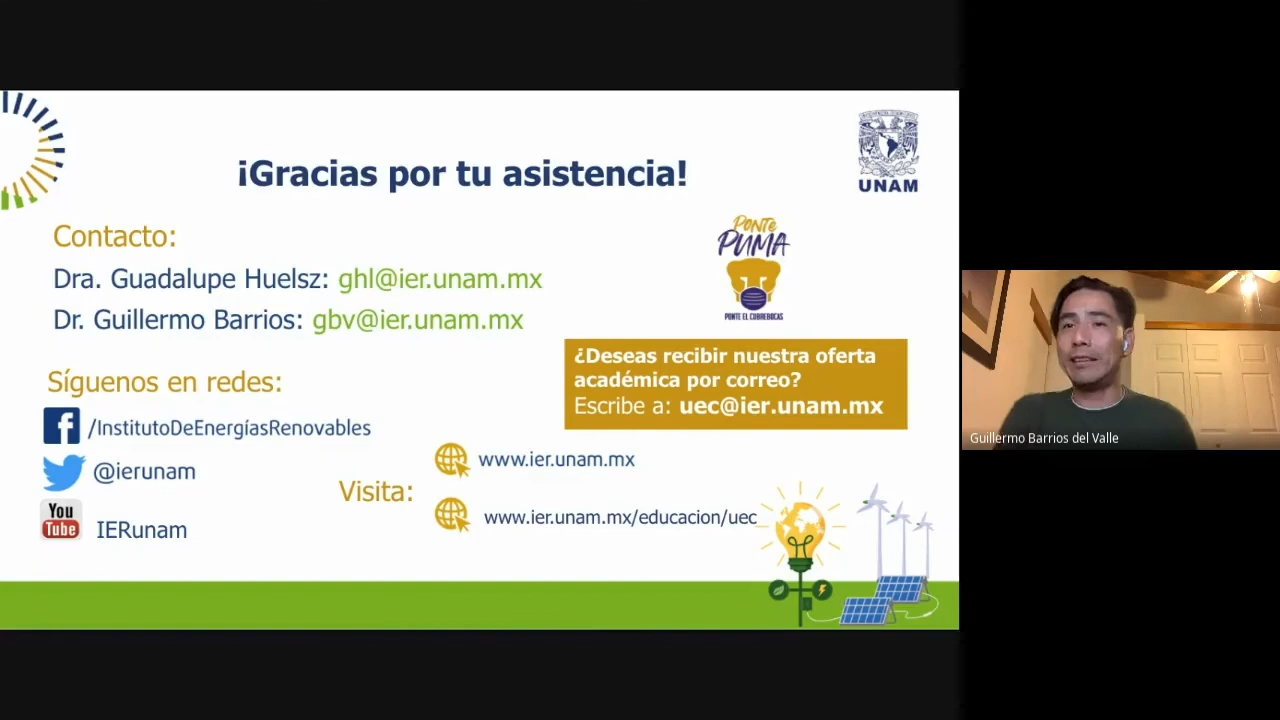 ¡Gracias por tu asistencia!
UNAM
Contacto:
Dra. Guadalupe Huelsz: ghl@ier.unam.mx
Dr. Guillermo Barrios: gbv@ier.unam.mx
PONTE
PUMA
PONTE EL CUBREBOCAS
¿Deseas recibir nuestra oferta
académica por correo?
Escribe a: uec@ier.unam.mx
Síguenos en redes:
/InstitutoDeEnergíasRenovables
@ierunam
You
Tube
IERunam
Visita:
www.ier.unam.mx
www.ier.unam.mx/educacion/uec
Guillermo Barrios del Valle